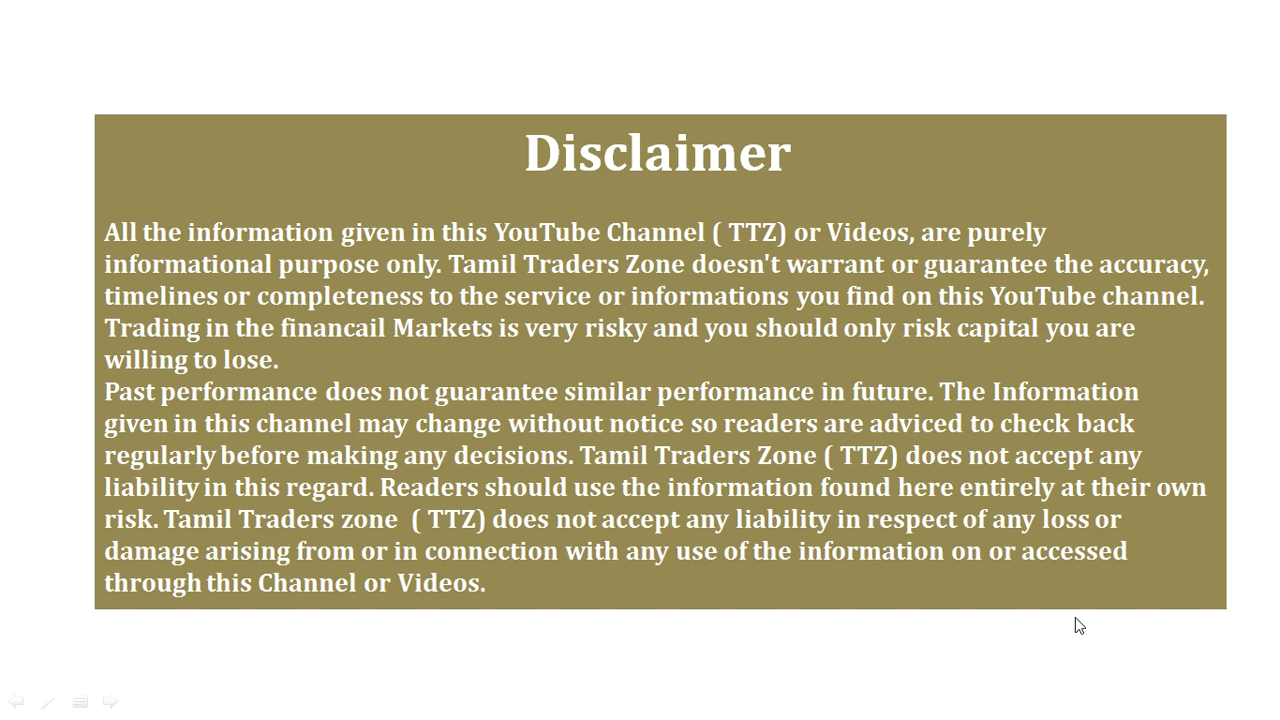 Disclaimer
All the information given in this YouTube Channel ( TTZ) or Videos, are purely
informational purpose only. Tamil Traders Zone doesn't warrant or guarantee the accuracy,
timelines or completeness to the service or informations you find on this YouTube channel.
Trading in the financail Markets is very risky and you should only risk capital you are
willing to lose.
Past performance does not guarantee similar performance in future. The Information
given in this channel may change without notice so readers are adviced to check back
regularly before making any decisions. Tamil Traders Zone ( TTZ) does not accept any
liability in this regard. Readers should use the information found here entirely at their own
risk. Tamil Traders zone  ( TTZ) does not accept any liability in respect of any loss or
damage arising from or in connection with any use of the information on or accessed
through this Channel or Videos.